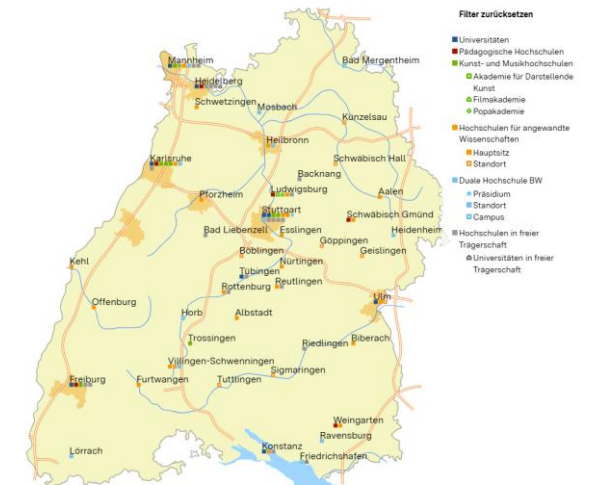 Mannheim
Bad Mergentheim
Heidelberg
Schwetzingen
Mosbach
Künzelsau
Heilbronn
Karlsruhe
Schwäbisch Hall
Backnang
Pforzheim
Ludwigsburg
Aalen
Stuttgart
Schwäbisch Gmünd
Bad Liebenzell
Esslingen
Heidenheim
Göppingen
Böblingen
Geislingen
Kehl
Nürtingen
Tübingen
Reutlingen
Rottenburg
Ulm
Offenburg
Horb
Albstadt
Trossingen
Riedlingen
Biberach
Villingen-Schwenningen
Sigmaringen
Freiburg
Furtwangen
Tuttlingen
Weingarten
Ravensburg
Lörrach
Konstanz
Friedrichshafen
Filter zurücksetzen
Universitäten
Pädagogische Hochschulen
Kunst- und Musikhochschulen
Akademie für Darstellende
Kunst
Filmakademie
Popakademie
Hochschulen für angewandte
Wissenschaften
Hauptsitz
Standort
Duale Hochschule BW
Präsidium
Standort
Campus
Hochschulen in freier
Trägerschaft
Universitäten in freier
Trägerschaft